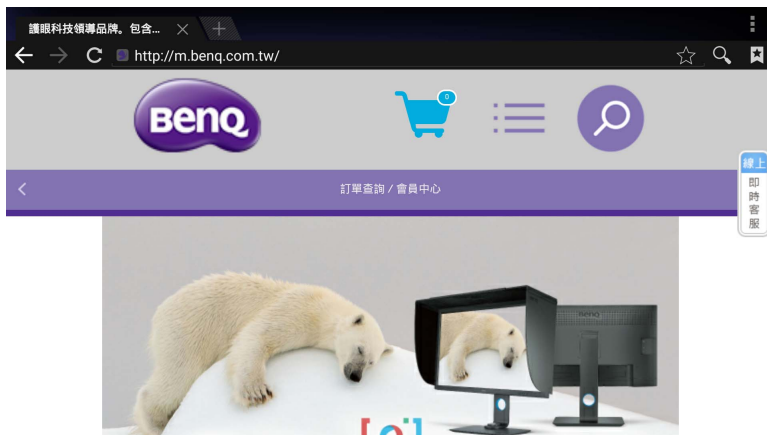 護眼科技領導品牌。包含...
http://m.benq.com.tw/
BenQ
0
訂單查詢 / 會員中心
線上
即
時
客
服
BenQ